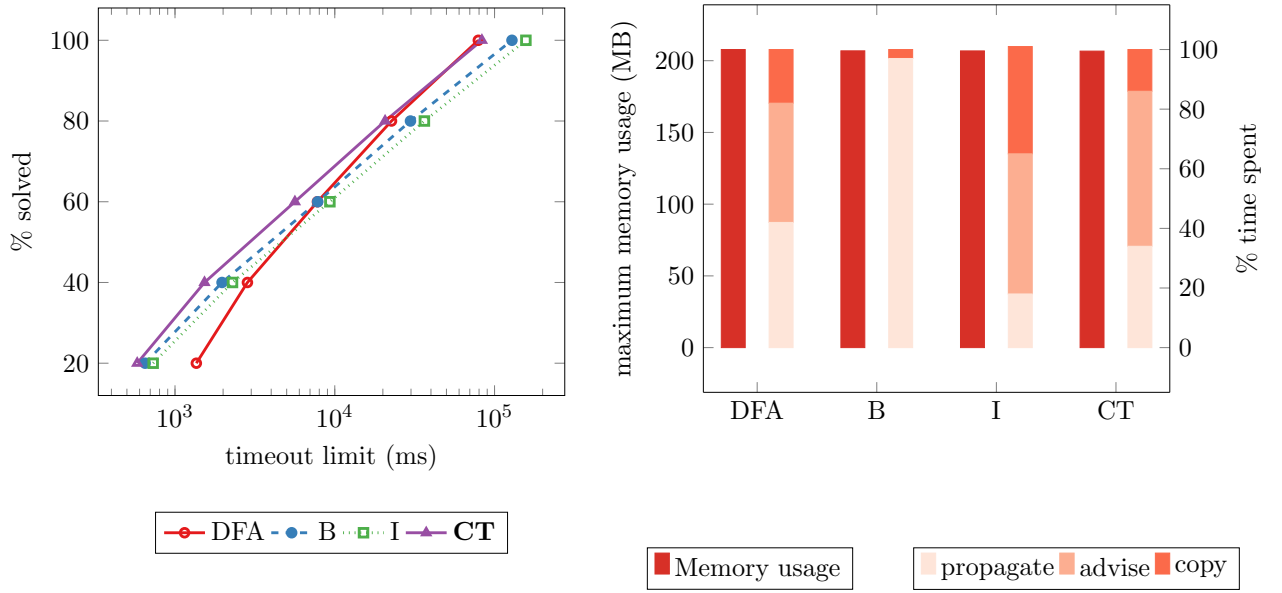 % solved
100
80
60
40
20
10^3
10^4
10^5
timeout limit (ms)
DFA B I CT
maximum memory usage (MB)
200
150
100
50
0
DFA B I CT
% time spent
100
80
60
40
20
0
Memory usage
propagate advise copy